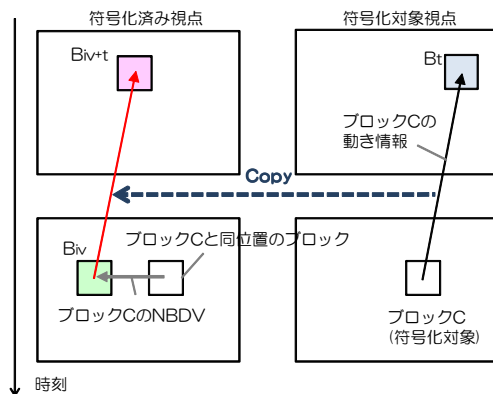 符号化済み視点
符号化対象視点
Biv+t
Bt
ブロックCの
動き情報
Copy
Biv
ブロックCと同位置のブロック
ブロックCのNBDV
ブロックC
(符号化対象)
時刻